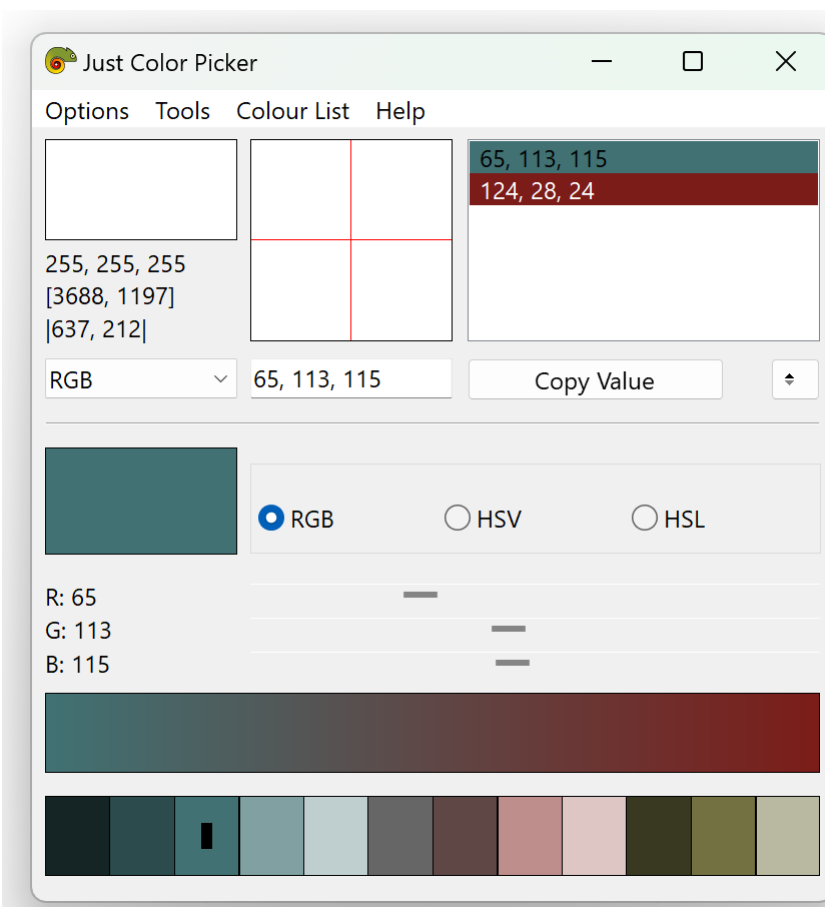 Just Color Picker
Options Tools Colour List Help
65, 113, 115
124, 28, 24
255, 255, 255
[3688, 1197]
|637, 212|
RGB
65, 113, 115
Copy Value
RGB HSV HSL
R: 65
G: 113
B: 115